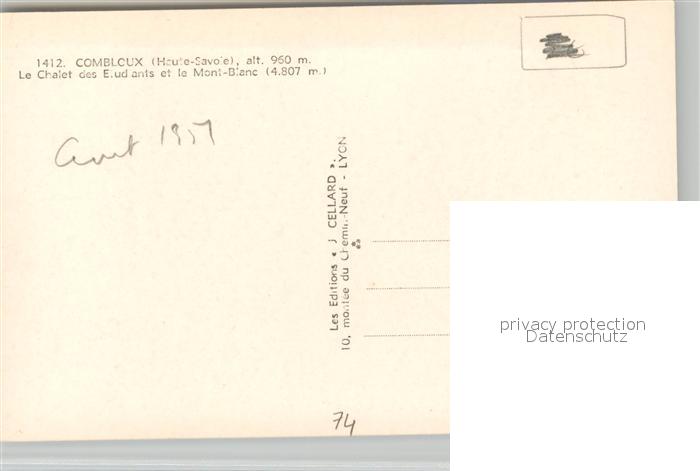 1412. COMBLOUX (Haute-Savoie), alt. 960 m.
Le Chalet des Etudiants et le Mont-Blanc (4.807 m.)
Aout 1957
Les Editions « J CELLARD ».
10, montée du Chemin-Neuf - LYON
privacy protection
Datenschutz
74